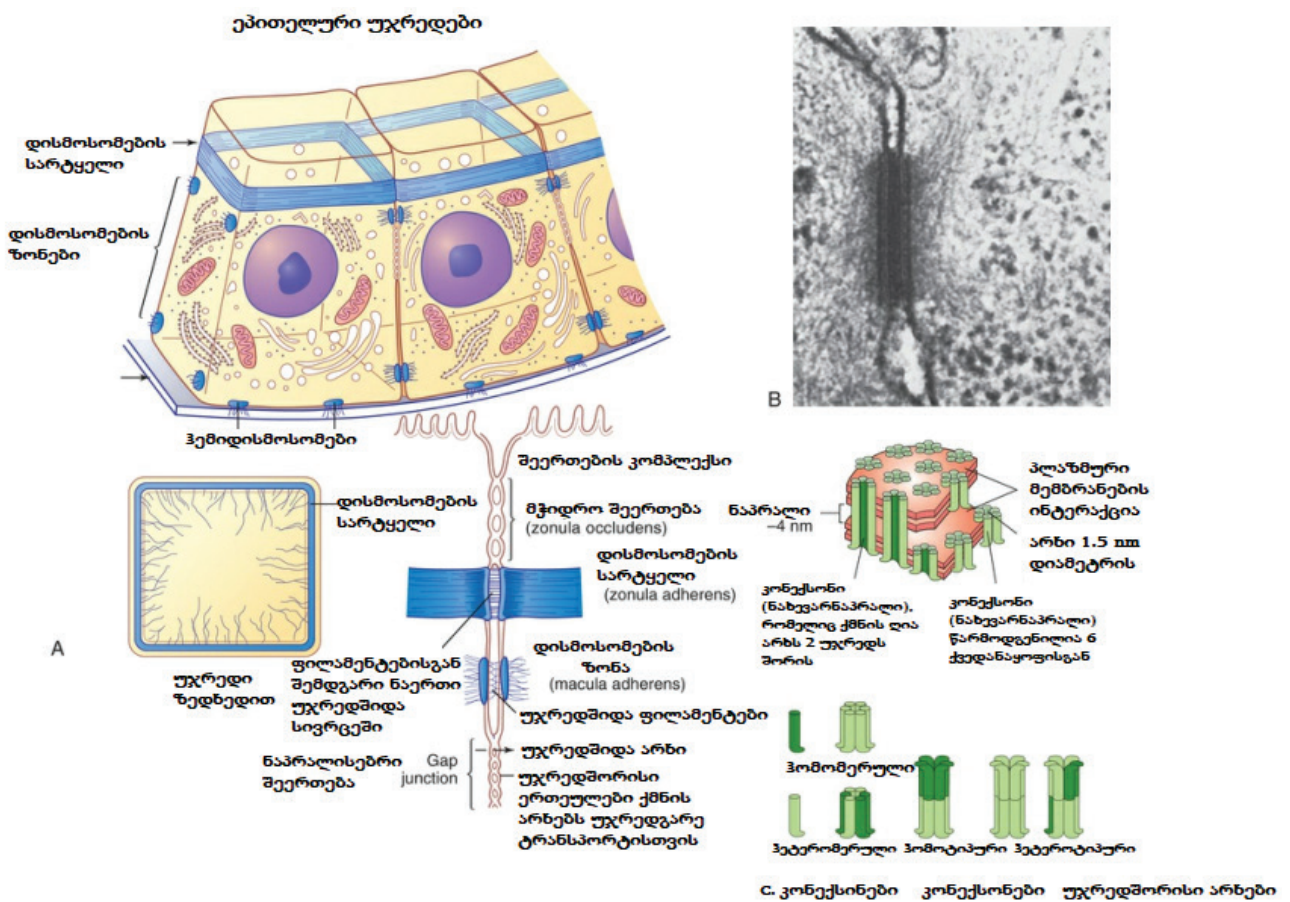 ეპითელური უჯრედები
დისმოსომების
სარტყელი
დისმოსომების
ზონები
ჰემიდისმოსომები
B
დისმოსომების
სარტყელი
A
უჯრედი
ზედხედით
შეერთების კომპლექსი
მჭიდრო შეერთება
(zonula occludens)
დისმოსომების
სარტყელი
(zonula adherens)
ფილამენტებისგან
შემდგარი ნაერთი
უჯრედშიდა
სივრცეში
დისმოსომების
ზონა
(macula adherens)
უჯრედშიდა ფილამენტები
ნაპრალისებრი
შეერთება
Gap
junction
უჯრედშიდა არხი
უჯრედშორისი
ერთეულები ქმნის
არხებს უჯრედგარე
ტრანსპორტისთვის
ნაპრალი
~4 nm
პლაზმური
მემბრანების
ინტერაქცია
არხი 1.5 nm
დიამეტრის
კონექსონი
(ნახევარნაპრალი),
რომელიც ქმნის ღია
არხს 2 უჯრედს
შორის
კონექსონი
(ნახევარნაპრალი)
წარმოდგენილია 6
ქვედანაყოფისგან
ჰომომერული
ჰეტერომერული ჰომოტიპური ჰეტეროტიპური
C. კონექსინები კონექსონები უჯრედშორისი არხები